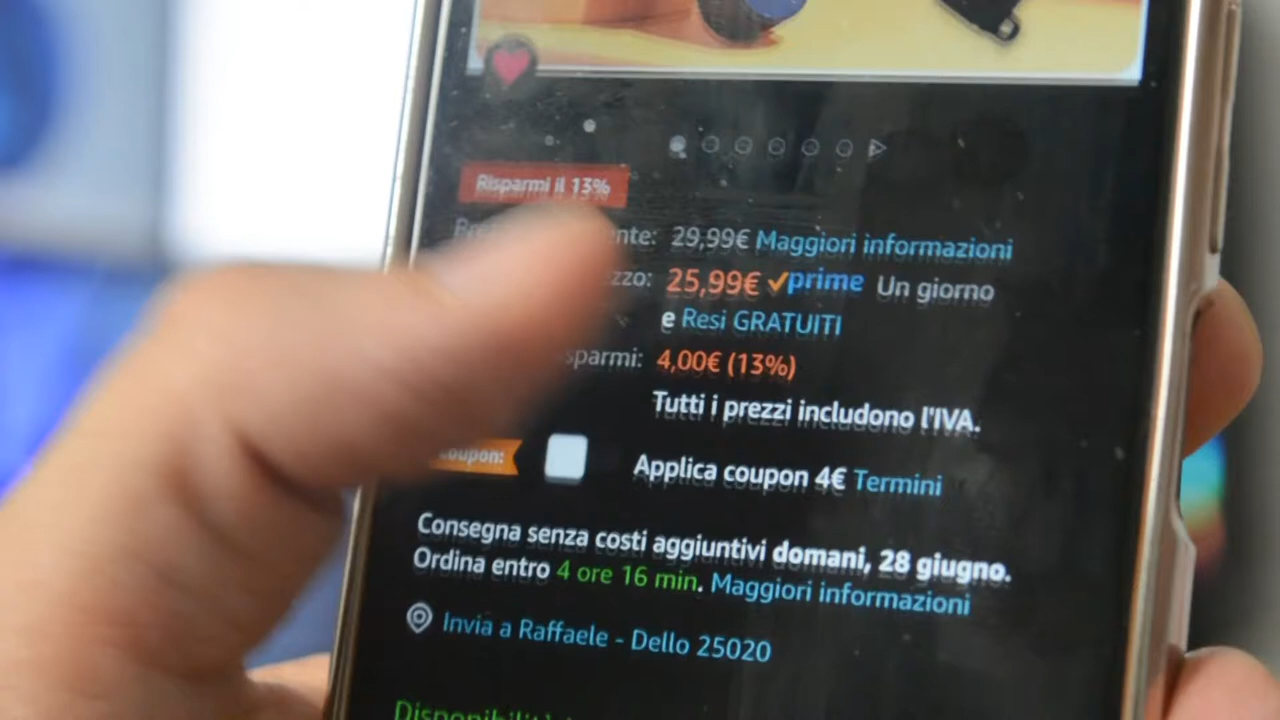 Risparmi il 13%
29,99€ Maggiori informazioni
25,99€ prime Un giorno
e Resi GRATUITI
4,00€ (13%)
Tutti i prezzi includono l'IVA.
Applica coupon 4€ Termini
Consegna senza costi aggiuntivi domani, 28 giugno.
Ordina entro 4 ore 16 min. Maggiori informazioni
Invia a Raffaele - Dello 25020